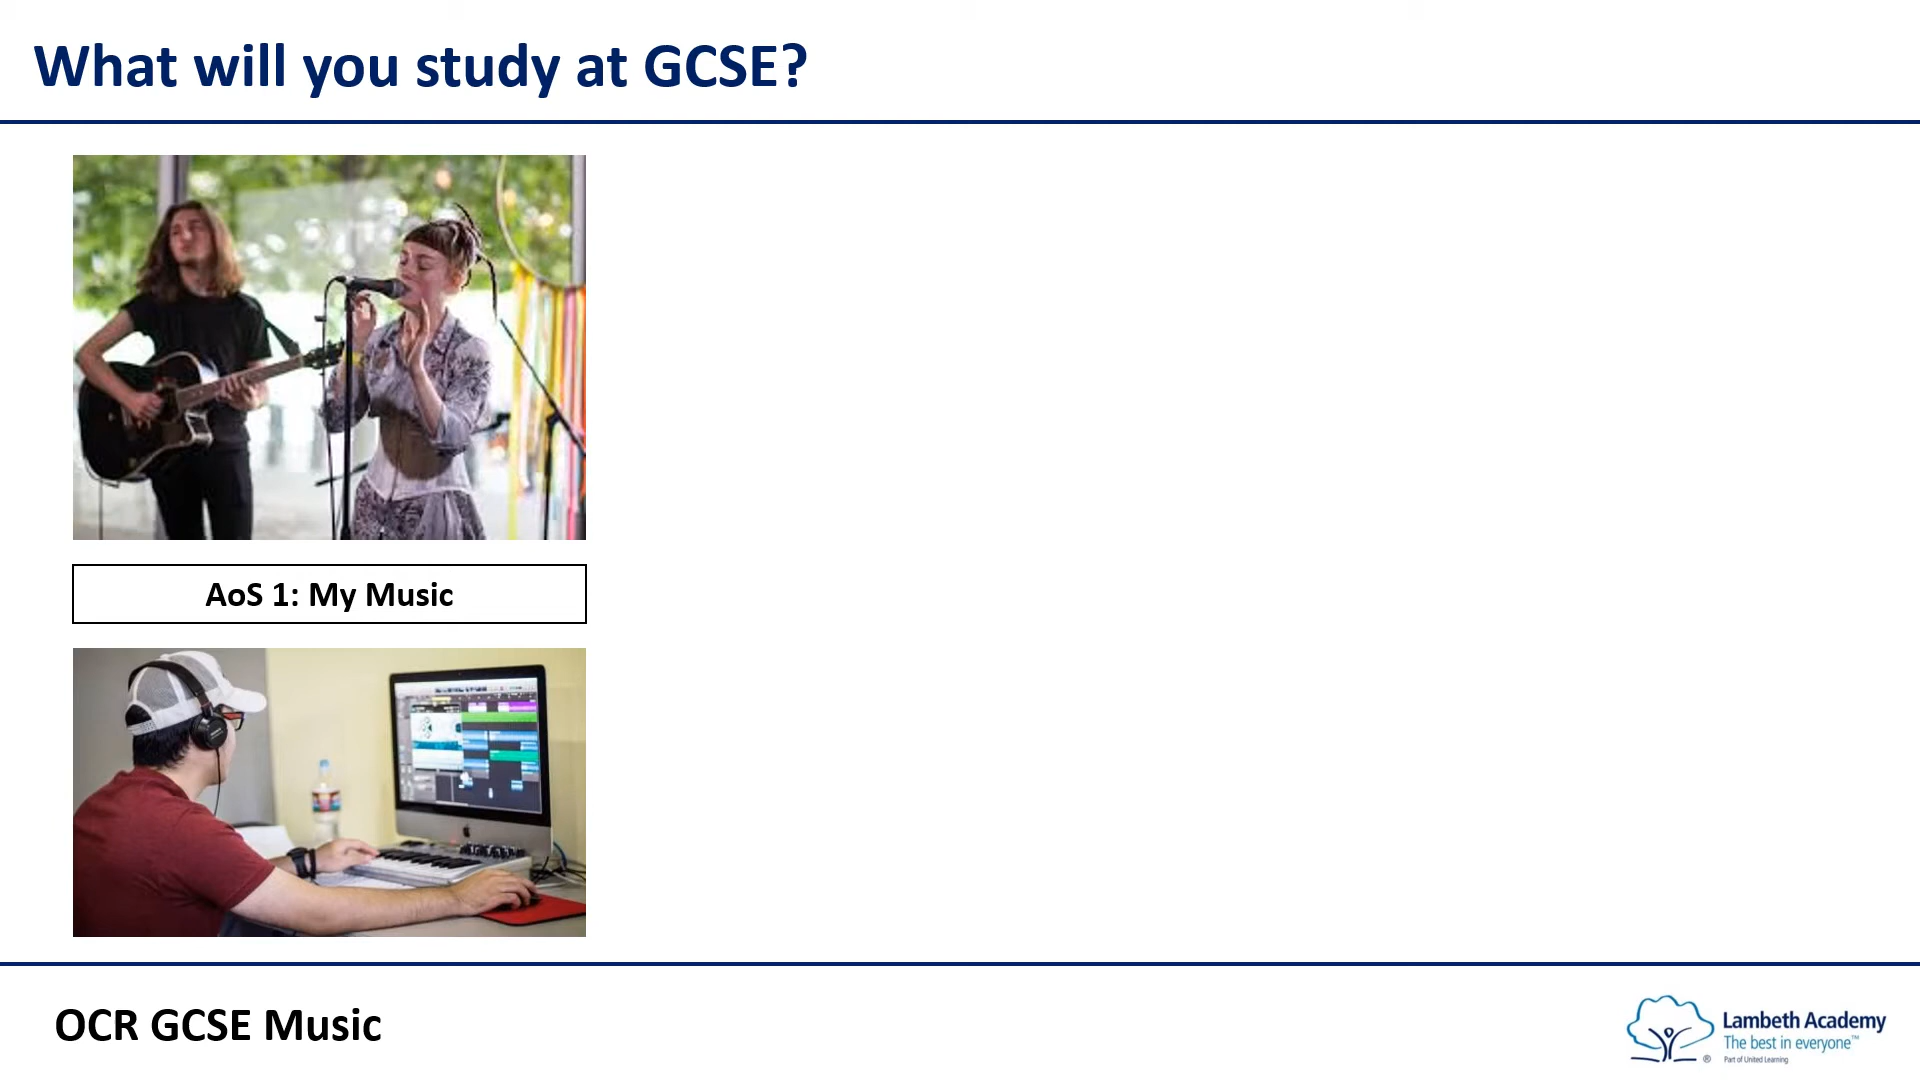 What will you study at GCSE?
AoS 1: My Music
OCR GCSE Music
Lambeth Academy
The best in everyone™
Part of United Learning
®